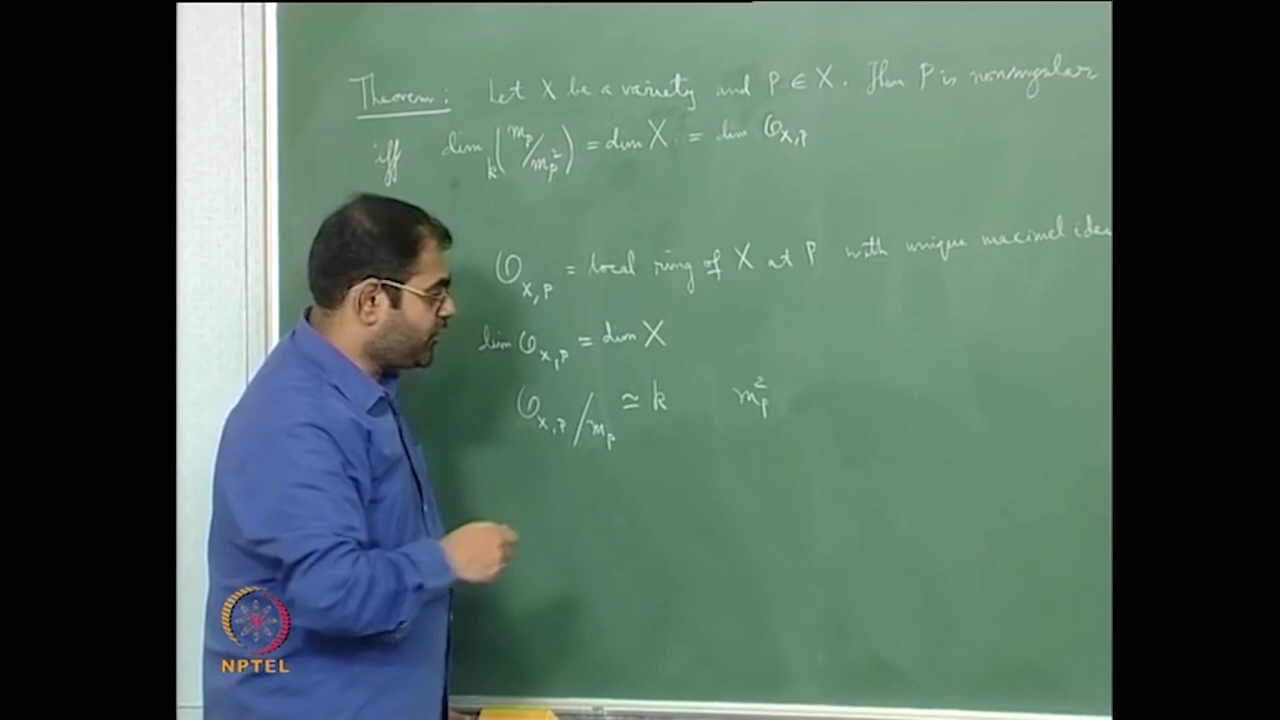 Theorem: Let X be a variety and P ∈ X. Then P is nonsingular
iff dim_k (m_P/m_P^2) = dim X = dim O_{X,P}
O_{X,P} = local ring of X at P with unique maximal idea
dim O_{X,P} = dim X
O_{X,P}/m_P ≃ k m_P^2
NPTEL